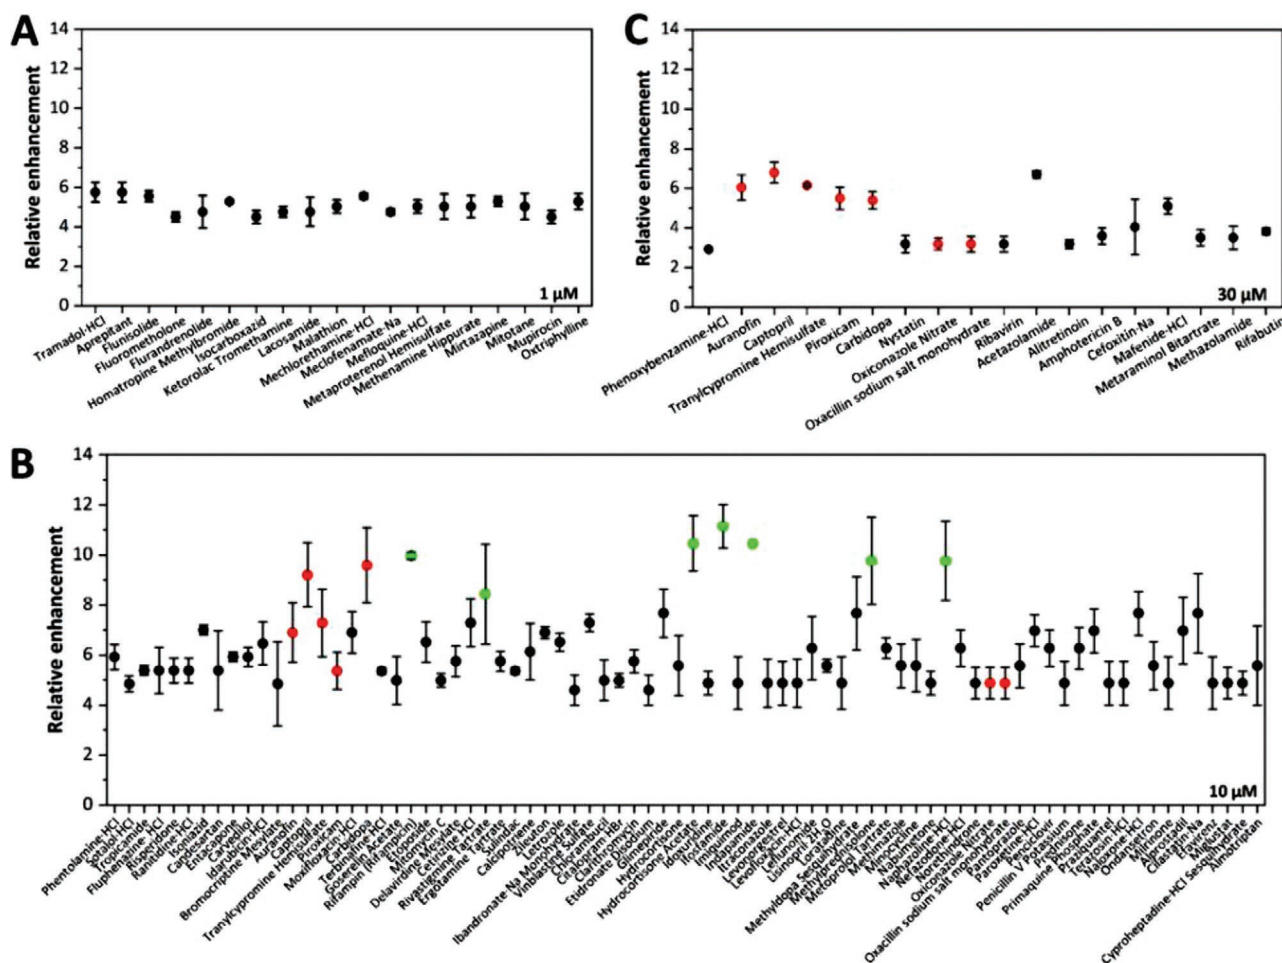 A
Relative enhancement
14
12
10
8
6
4
2
0
1 µM
Tramadol-HCl
Aprepitant
Flunisolide
Fluorometholone
Flurandrenolide
Homatropine Methylbromide
Isocarboxazid
Ketorolac Tromethamine
Lacosamide
Malathion
Mechlorethamine-HCl
Meclofenamate-Na
Mefloquine-HCl
Metaproterenol Hemisulfate
Methenamine Hippurate
Mirtazapine
Mitotane
Mupirocin
Oxtriphylline
C
Relative enhancement
14
12
10
8
6
4
2
0
30 µM
Phenoxybenzamine-HCl
Auranofin
Captopril
Tranylcypromine Hemisulfate
Piroxicam
Carbidopa
Nystatin
Oxiconazole Nitrate
Oxacillin sodium salt monohydrate
Ribavirin
Acetazolamide
Alitretinoin
Amphotericin B
Cefoxitin-Na
Mafenide-HCl
Metaraminol Bitartrate
Methazolamide
Rifabutin
B
Relative enhancement
14
12
10
8
6
4
2
0
10 µM
Phentolamine-HCl
Sotalol-HCl
Tropicamide
Fluphenazine-HCl
Risperidone
Ranitidine-HCl
Isoniazid
Candesartan
Entacapone
Carvedilol
Idarubicin-HCl
Bromocriptine Mesylate
Auranofin
Captopril
Tranylcypromine Hemisulfate
Piroxicam
Moxifloxacin-HCl
Carbidopa
Terbinafine-HCl
Goserelin Acetate
Rifampin (Rifampicin)
Etoposide
Mitomycin C
Delavirdine Mesylate
Cetirizine-HCl
Rivastigmine Tartrate
Ergotamine Tartrate
Sulindac
Calcipotriene
Zileuton
Letrozole
Ibandronate Na Monohydrate
Vinblastine Sulfate
Chlorambucil
Citalopram-HBr
Clarithromycin
Etidronate Disodium
Hydrocortisone
Hydrocortisone Acetate
Ifosfamide
Imiquimod
Indapamide
Itraconazole
Levonorgestrel
Levofloxacin-HCl
Leflunomide
Lisinopril 2H₂O
Loratadine
Methyldopa Sesquihydrate
Methylprednisolone
Metoprolol Tartrate
Metronidazole
Minocycline
Nabumetone
Naphazoline-HCl
Nefazodone-HCl
Norethindrone
Oxiconazole Nitrate
Oxacillin sodium salt monohydrate
Pantoprazole
Paroxetine-HCl
Penciclovir
Penicillin V Potassium
Primaquine Phosphate
Praziquantel
Naloxone-HCl
Ondansetron
Alprostadil
Cilastatin-Na
Miglustat
Cyproheptadine-HCl Sesquihydrate
Almotriptan